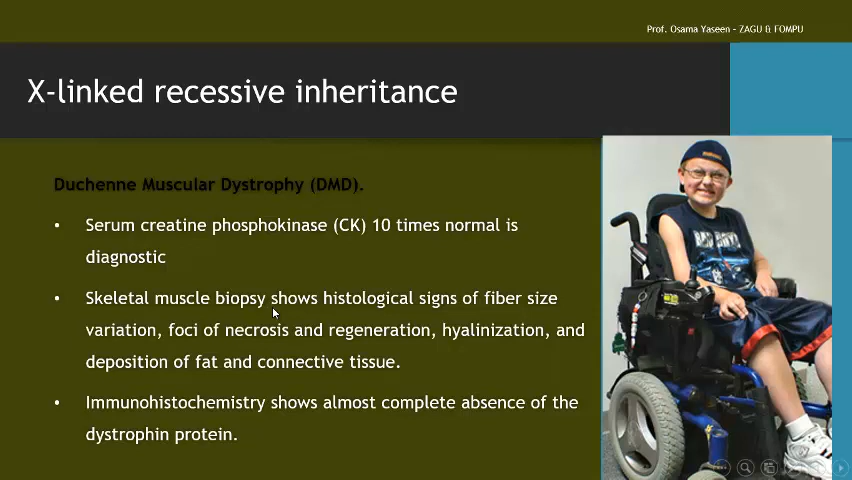 Prof. Osama Yaseen - ZAGU & FOMPU
X-linked recessive inheritance
Duchenne Muscular Dystrophy (DMD).
• Serum creatine phosphokinase (CK) 10 times normal is
diagnostic
• Skeletal muscle biopsy shows histological signs of fiber size
variation, foci of necrosis and regeneration, hyalinization, and
deposition of fat and connective tissue.
• Immunohistochemistry shows almost complete absence of the
dystrophin protein.